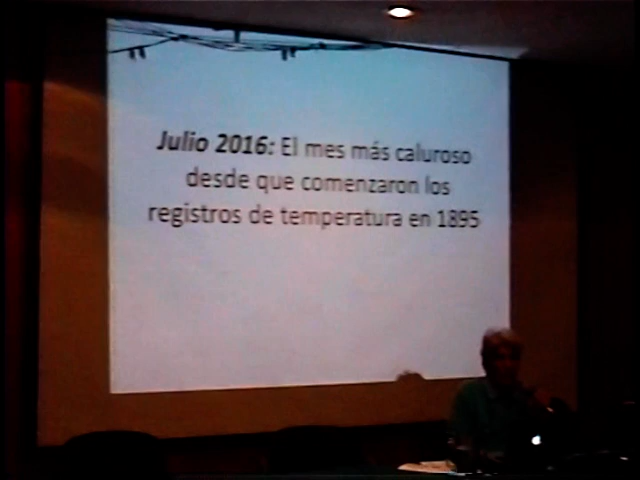 Julio 2016: El mes más caluroso
desde que comenzaron los
registros de temperatura en 1895